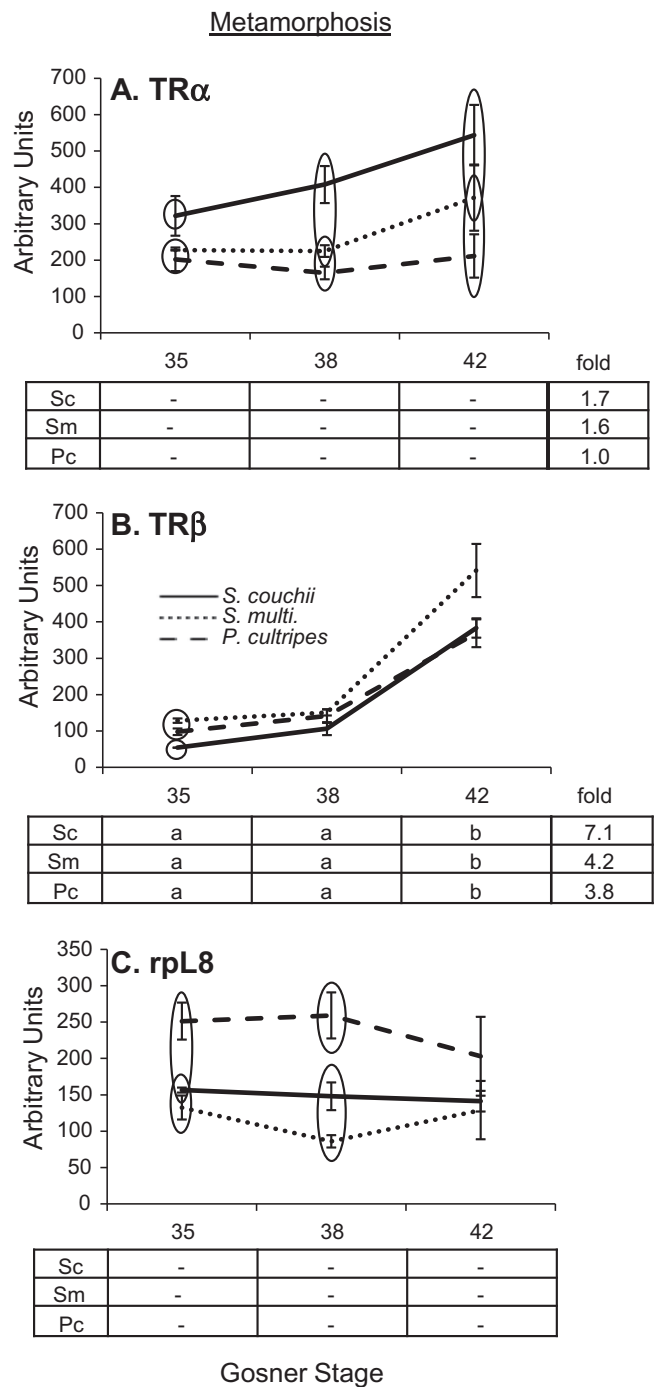 Metamorphosis
A. TRα
Arbitrary Units
700
600
500
400
300
200
100
0
35 38 42 fold
Sc - - - 1.7
Sm - - - 1.6
Pc - - - 1.0
B. TRβ
Arbitrary Units
700
600
500
400
300
200
100
0
S. couchii
S. multi.
P. cultripes
35 38 42 fold
Sc a a b 7.1
Sm a a b 4.2
Pc a a b 3.8
C. rpL8
Arbitrary Units
350
300
250
200
150
100
50
0
35 38 42
Sc - - -
Sm - - -
Pc - - -
Gosner Stage